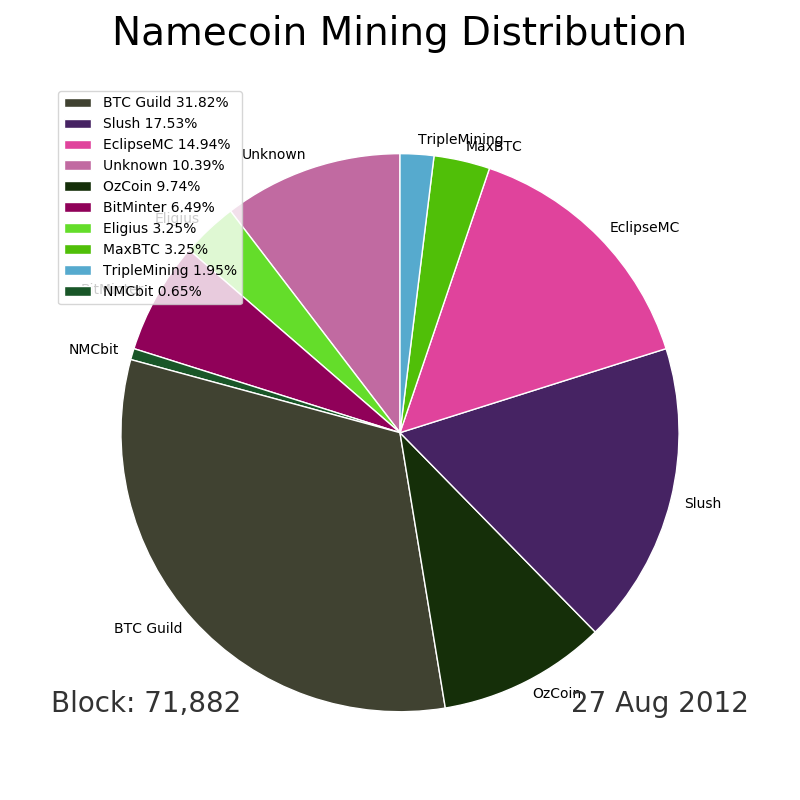 Namecoin Mining Distribution
BTC Guild 31.82%
Slush 17.53%
EclipseMC 14.94%
Unknown 10.39%
OzCoin 9.74%
BitMinter 6.49%
Eligius 3.25%
MaxBTC 3.25%
TripleMining 1.95%
NMCbit 0.65%
TripleMining
MaxBTC
Unknown
Eligius
EclipseMC
NMCbit
Slush
BTC Guild
OzCoin
Block: 71,882
27 Aug 2012